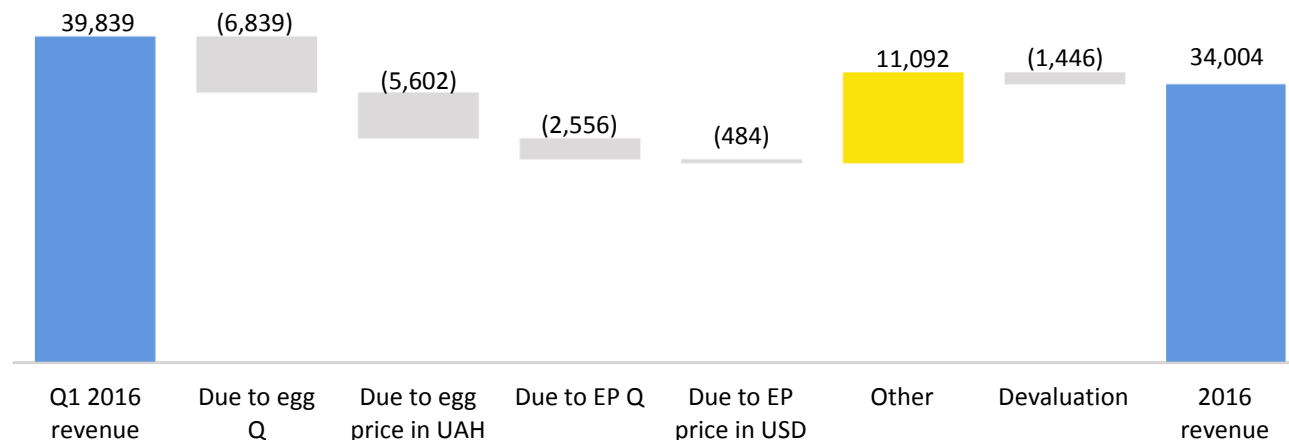 39,839
(6,839)
(5,602)
(2,556)
(484)
11,092
(1,446)
34,004
Q1 2016
revenue
Due to egg
Q
Due to egg
price in UAH
Due to EP Q
Due to EP
price in USD
Other
Devaluation
2016
revenue